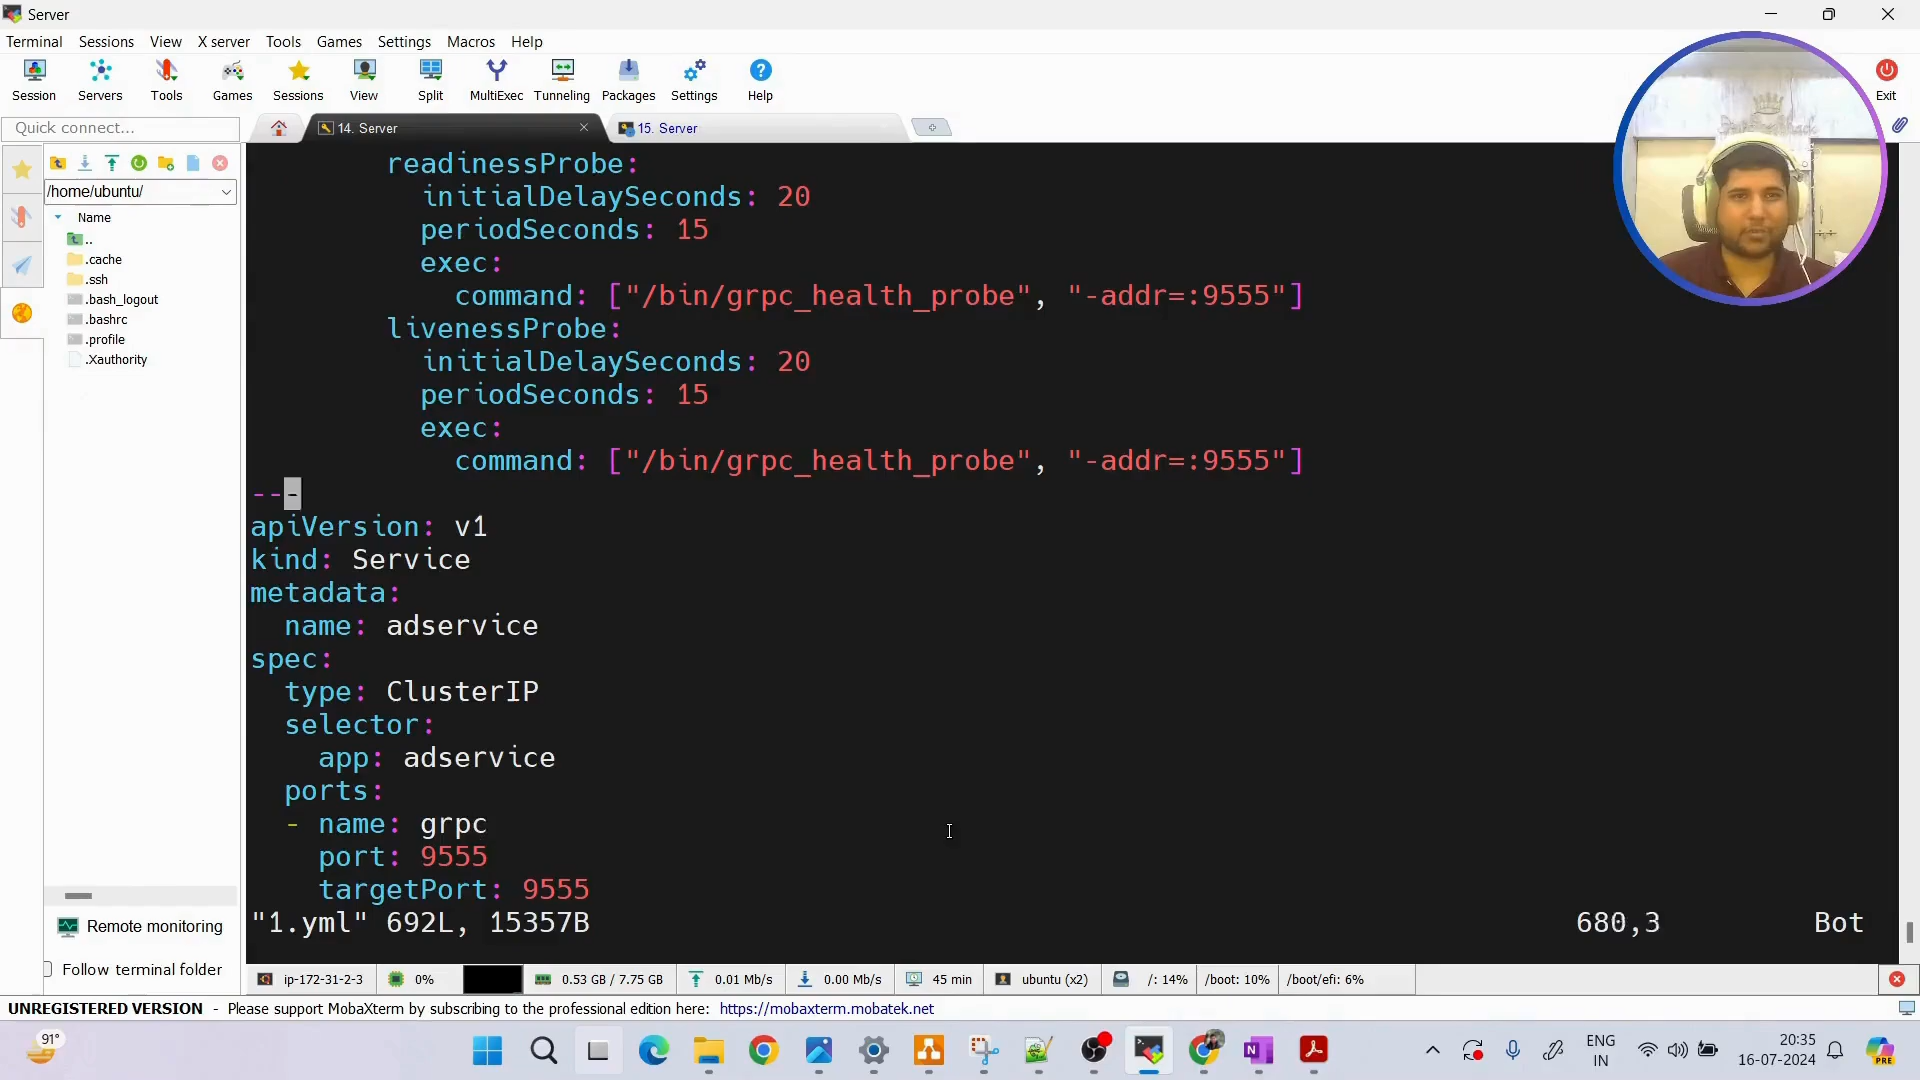 Server
Terminal Sessions View X server Tools Games Settings Macros Help
Session Servers Tools Games Sessions View Split MultiExec Tunneling Packages Settings Help Exit
Quick connect...
14. Server
15. Server
/home/ubuntu/
Name
..
.cache
.ssh
.bash_logout
.bashrc
.profile
.Xauthority
Remote monitoring
Follow terminal folder
readinessProbe:
initialDelaySeconds: 20
periodSeconds: 15
exec:
command: ["/bin/grpc_health_probe", "-addr=:9555"]
livenessProbe:
initialDelaySeconds: 20
periodSeconds: 15
exec:
command: ["/bin/grpc_health_probe", "-addr=:9555"]
---
apiVersion: v1
kind: Service
metadata:
name: adservice
spec:
type: ClusterIP
selector:
app: adservice
ports:
- name: grpc
port: 9555
targetPort: 9555
"1.yml" 692L, 15357B 680,3 Bot
ip-172-31-2-3 0% 0.53 GB / 7.75 GB 0.01 Mb/s 0.00 Mb/s 45 min ubuntu (x2) /: 14% /boot: 10% /boot/efi: 6%
UNREGISTERED VERSION - Please support MobaXterm by subscribing to the professional edition here: https://mobaxterm.mobatek.net
91°
ENG
IN
20:35
16-07-2024
PRE